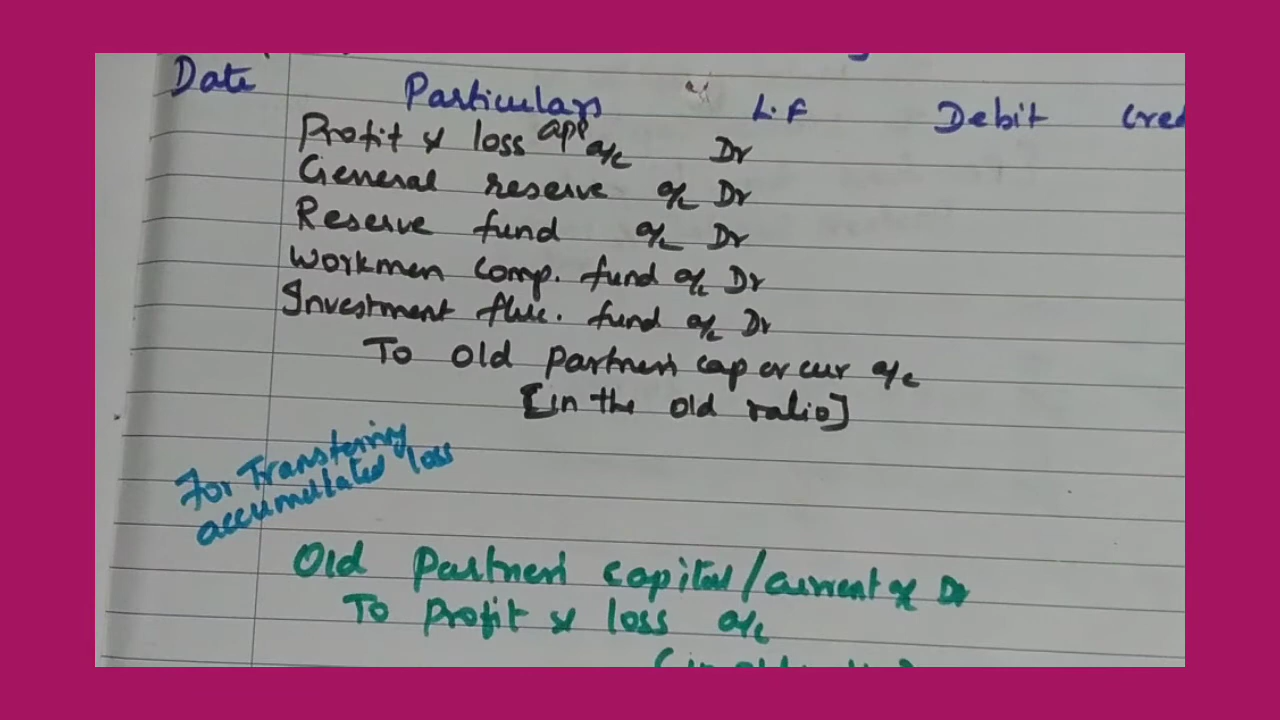 Date Particulars L.F Debit Cred
Profit & loss app a/c Dr
General reserve a/c Dr
Reserve fund a/c Dr
Workmen comp. fund a/c Dr
Investment fluc. fund a/c Dr
To Old Partners cap or cur a/c
[in the old ratio]
For Transferring
accumulated loss
Old Partners capital/current a/c Dr
To Profit & loss a/c